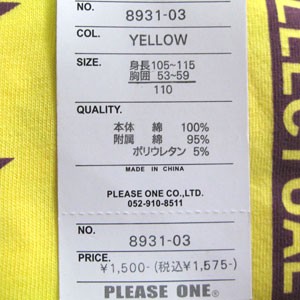 NO.
8931-03
COL.
YELLOW
SIZE.
身長105~115
胸囲 53~59
110
QUALITY.
本体 綿 100%
附属 綿 95%
ポリウレタン 5%
MADE IN CHINA
PLEASE ONE CO.,LTD.
052-910-8511
NO.
8931-03
PRICE.
¥1,500-(税込¥1,575-)
PLEASE ONE®